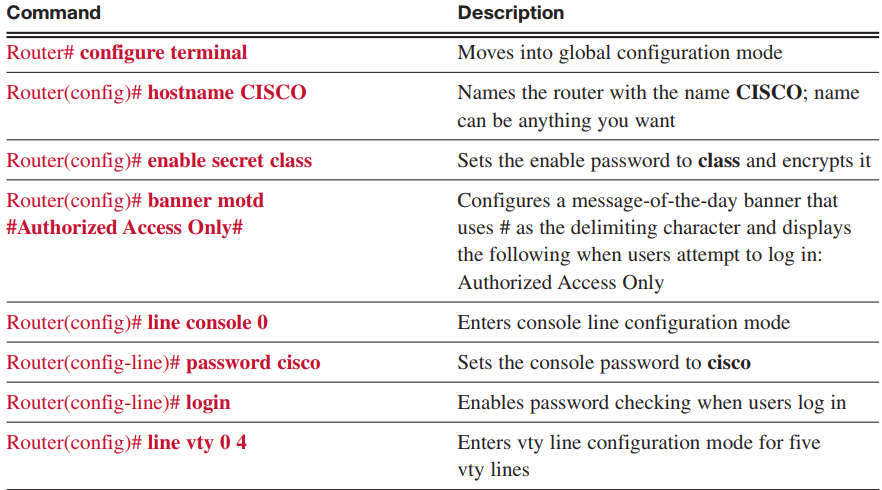 Command Description
Router# configure terminal Moves into global configuration mode
Router(config)# hostname CISCO Names the router with the name CISCO; name
can be anything you want
Router(config)# enable secret class Sets the enable password to class and encrypts it
Router(config)# banner motd Configures a message-of-the-day banner that
#Authorized Access Only# uses # as the delimiting character and displays
the following when users attempt to log in:
Authorized Access Only
Router(config)# line console 0 Enters console line configuration mode
Router(config-line)# password cisco Sets the console password to cisco
Router(config-line)# login Enables password checking when users log in
Router(config)# line vty 0 4 Enters vty line configuration mode for five
vty lines